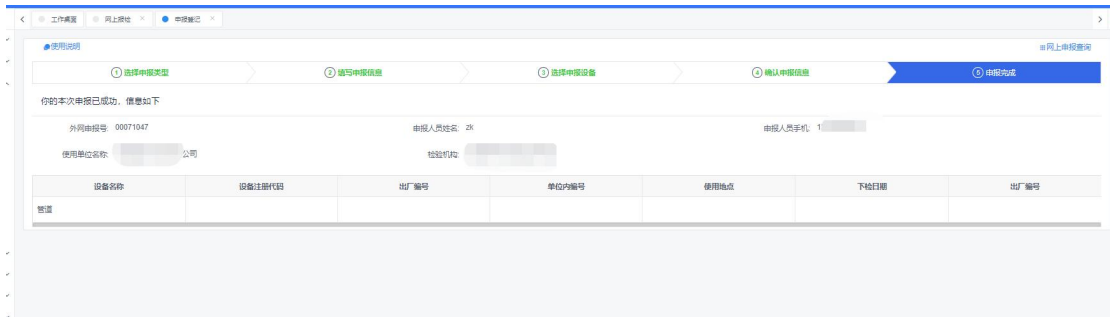 工作桌面 网上报检 × 申报登记 ×
使用说明 网上申报查询
① 选择申报类型 ② 填写申报信息 ③ 选择申报设备 ④ 确认申报信息 ⑤ 申报完成
你的本次申报已成功，信息如下
外网申报号: 00071047 申报人员姓名: zk 申报人员手机: 1
使用单位名称: 公司 检验机构:
设备名称 设备注册代码 出厂编号 单位内编号 使用地点 下检日期 出厂编号
管道